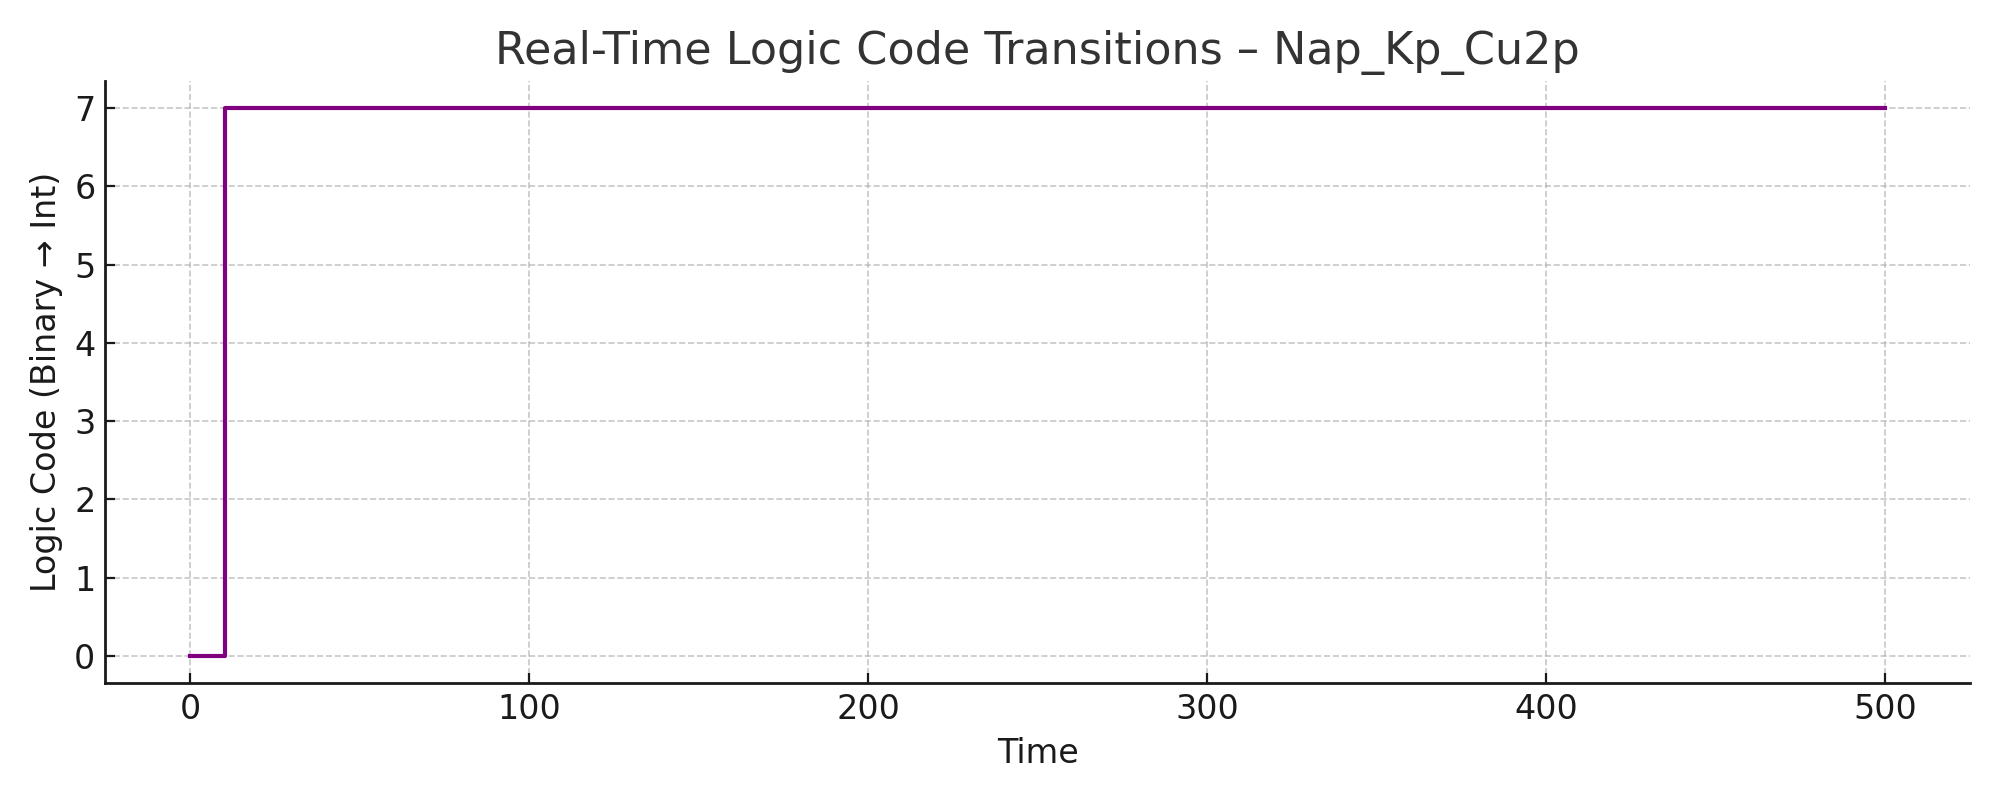 Real-Time Logic Code Transitions – Nap_Kp_Cu2p
Logic Code (Binary → Int)
7
6
5
4
3
2
1
0
0 100 200 300 400 500
Time